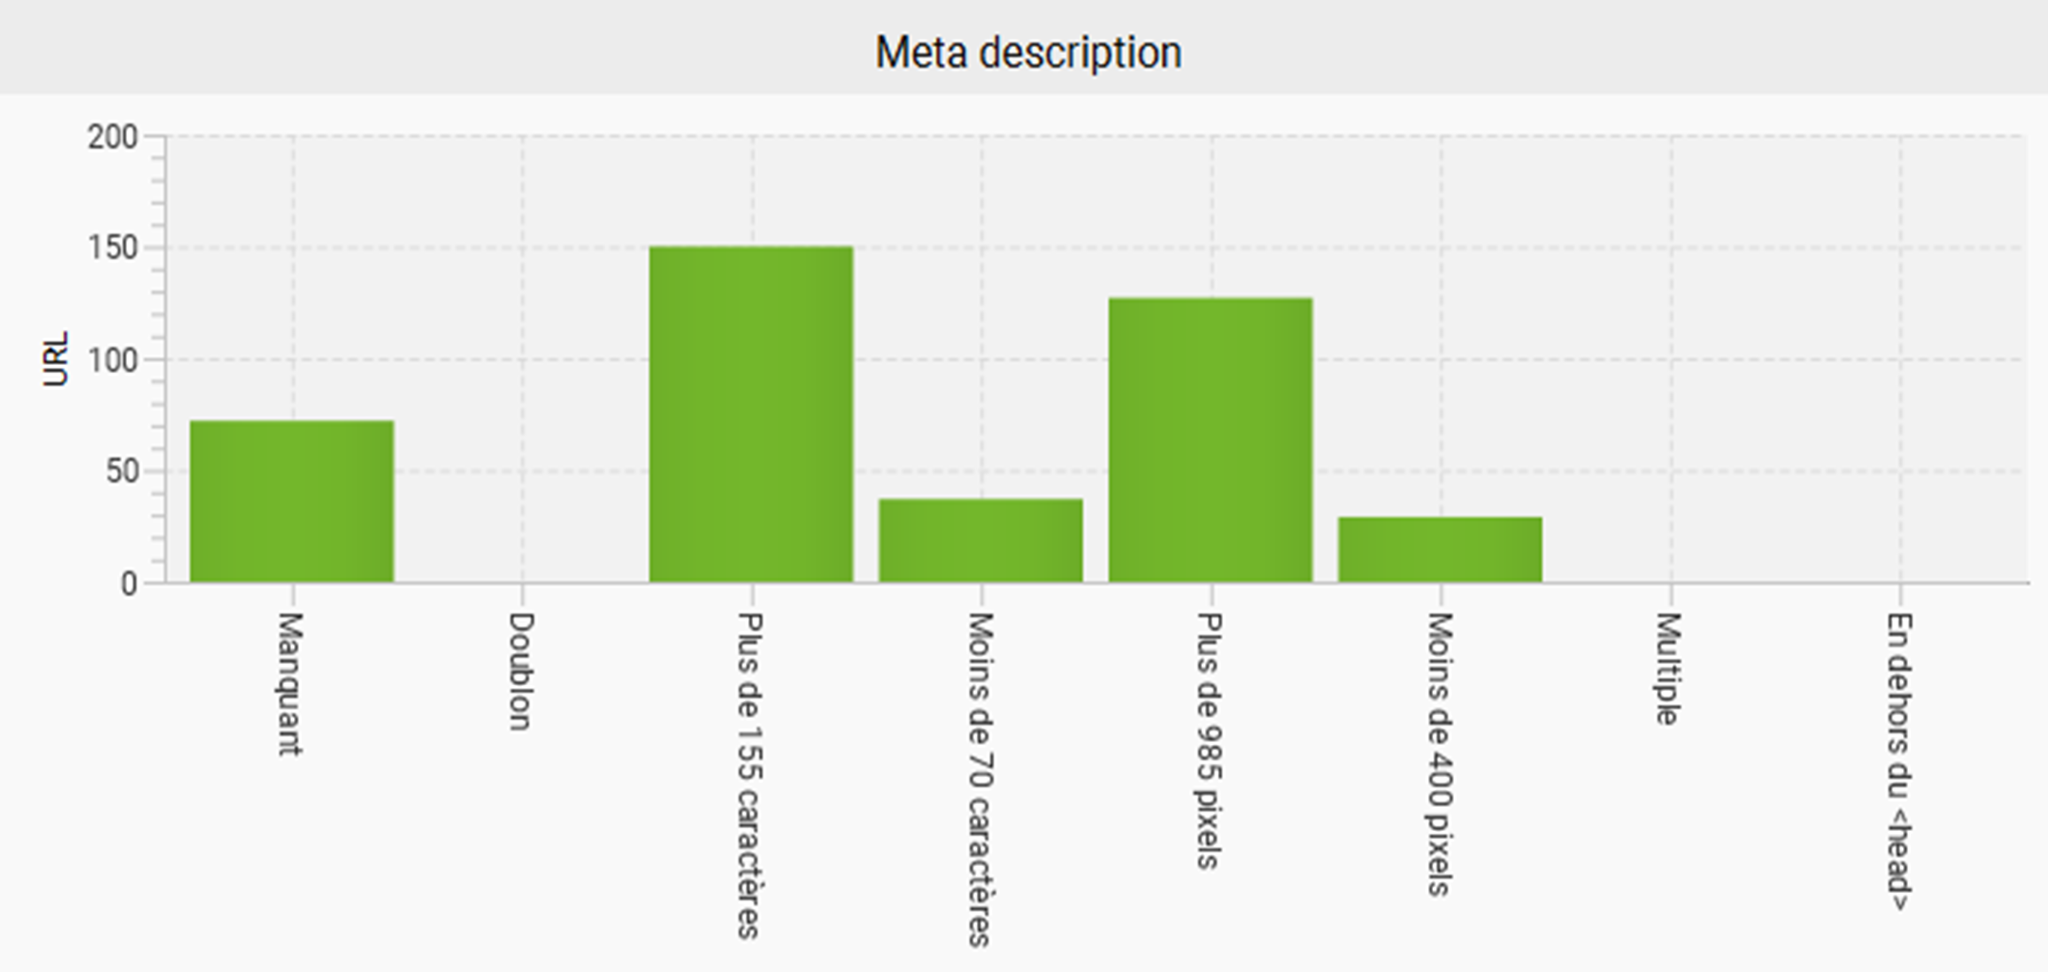 Meta description
200
150
100
50
0
URL
Manquant
Doublon
Plus de 155 caractères
Moins de 70 caractères
Plus de 985 pixels
Moins de 400 pixels
Multiple
En dehors du <head>